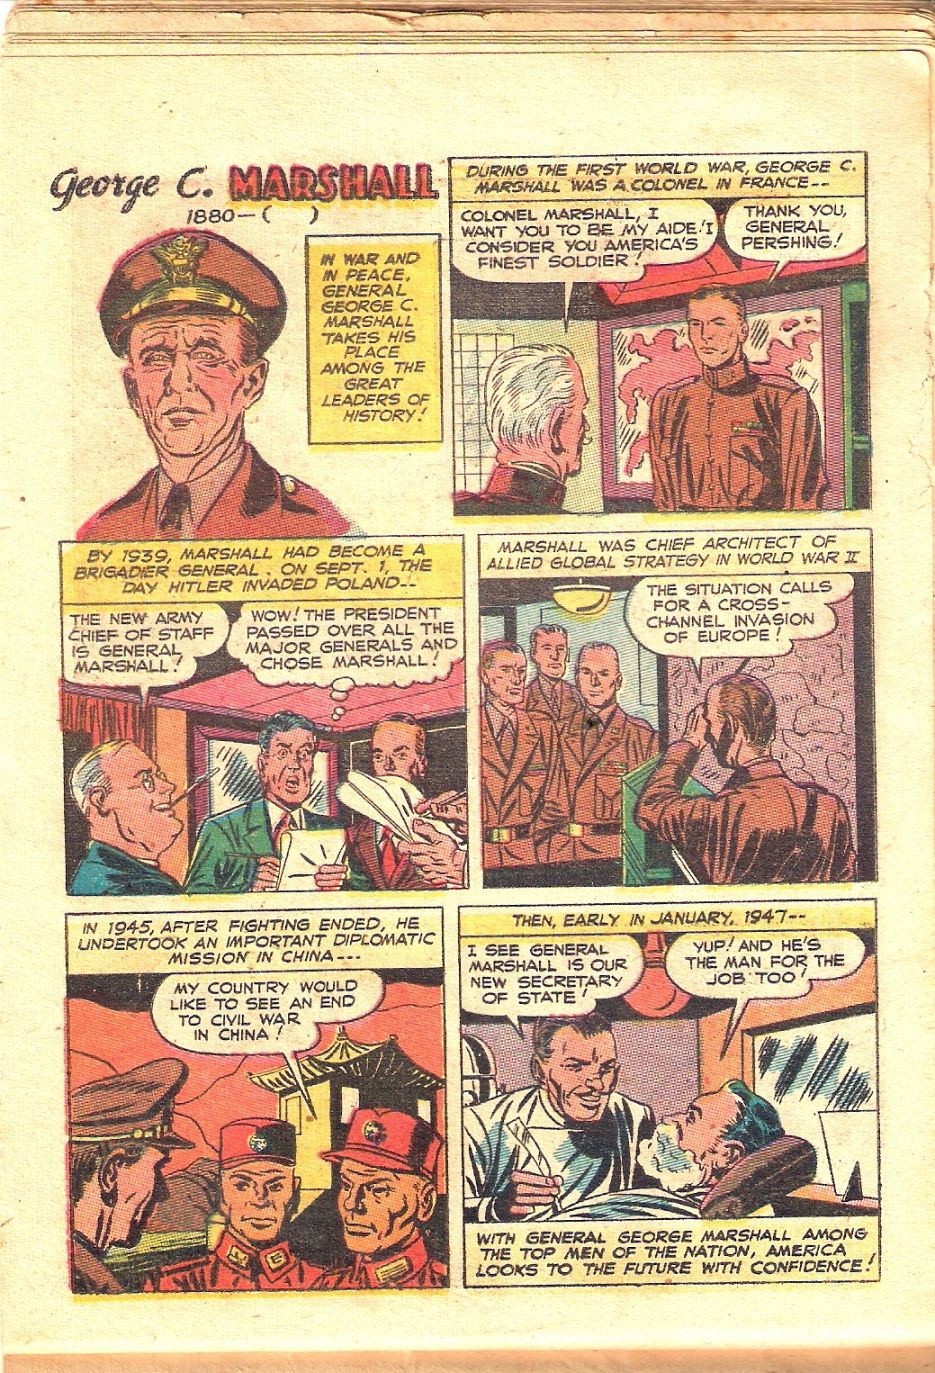 George C. MARSHALL
1880-( )
IN WAR AND
IN PEACE,
GENERAL
GEORGE C.
MARSHALL
TAKES HIS
PLACE
AMONG THE
GREAT
LEADERS OF
HISTORY!
DURING THE FIRST WORLD WAR, GEORGE C.
MARSHALL WAS A COLONEL IN FRANCE--
COLONEL MARSHALL, I
WANT YOU TO BE MY AIDE! I
CONSIDER YOU AMERICA'S
FINEST SOLDIER!
THANK YOU,
GENERAL
PERSHING!
BY 1939, MARSHALL HAD BECOME A
BRIGADIER GENERAL. ON SEPT. 1, THE
DAY HITLER INVADED POLAND--
THE NEW ARMY
CHIEF OF STAFF
IS GENERAL
MARSHALL!
WOW! THE PRESIDENT
PASSED OVER ALL THE
MAJOR GENERALS AND
CHOSE MARSHALL!
MARSHALL WAS CHIEF ARCHITECT OF
ALLIED GLOBAL STRATEGY IN WORLD WAR II
THE SITUATION CALLS
FOR A CROSS-
CHANNEL INVASION
OF EUROPE!
IN 1945, AFTER FIGHTING ENDED, HE
UNDERTOOK AN IMPORTANT DIPLOMATIC
MISSION IN CHINA---
MY COUNTRY WOULD
LIKE TO SEE AN END
TO CIVIL WAR
IN CHINA!
THEN, EARLY IN JANUARY, 1947--
I SEE GENERAL
MARSHALL IS OUR
NEW SECRETARY
OF STATE!
YUP! AND HE'S
THE MAN FOR THE
JOB TOO!
WITH GENERAL GEORGE MARSHALL AMONG
THE TOP MEN OF THE NATION, AMERICA
LOOKS TO THE FUTURE WITH CONFIDENCE!